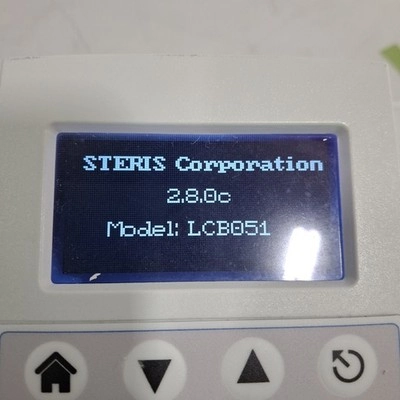 STERIS Corporation
2.8.0c
Model: LCB051